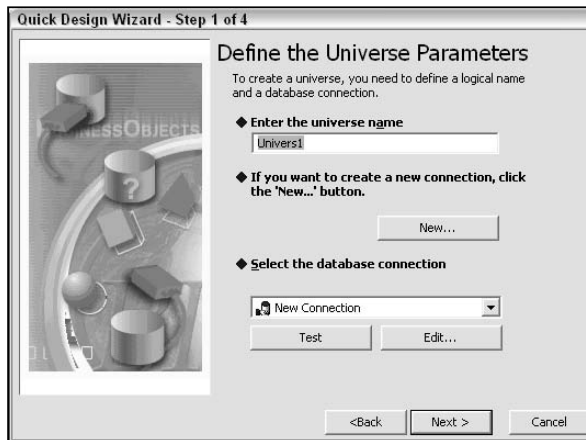 Quick Design Wizard - Step 1 of 4
Define the Universe Parameters
To create a universe, you need to define a logical name
and a database connection.
Enter the universe name
Univers1
If you want to create a new connection, click
the 'New...' button.
New...
Select the database connection
New Connection
Test
Edit...
<Back
Next >
Cancel
?